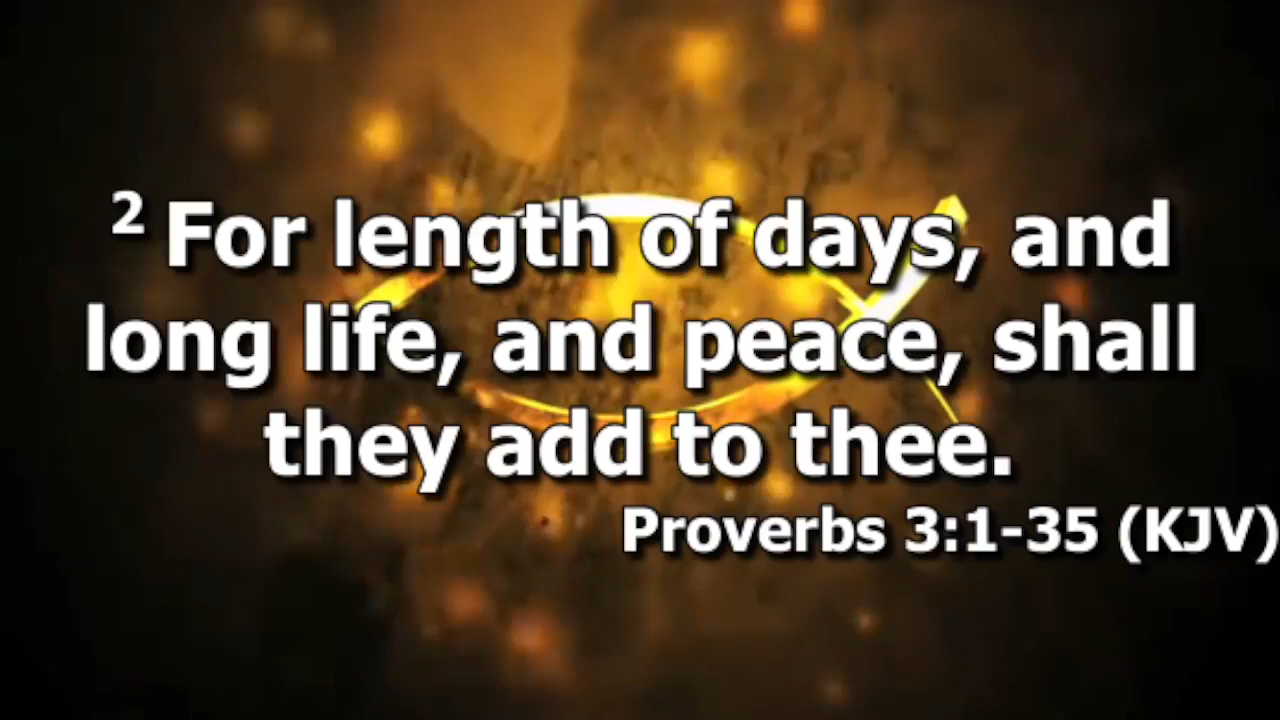 ² For length of days, and
long life, and peace, shall
they add to thee.
Proverbs 3:1-35 (KJV)